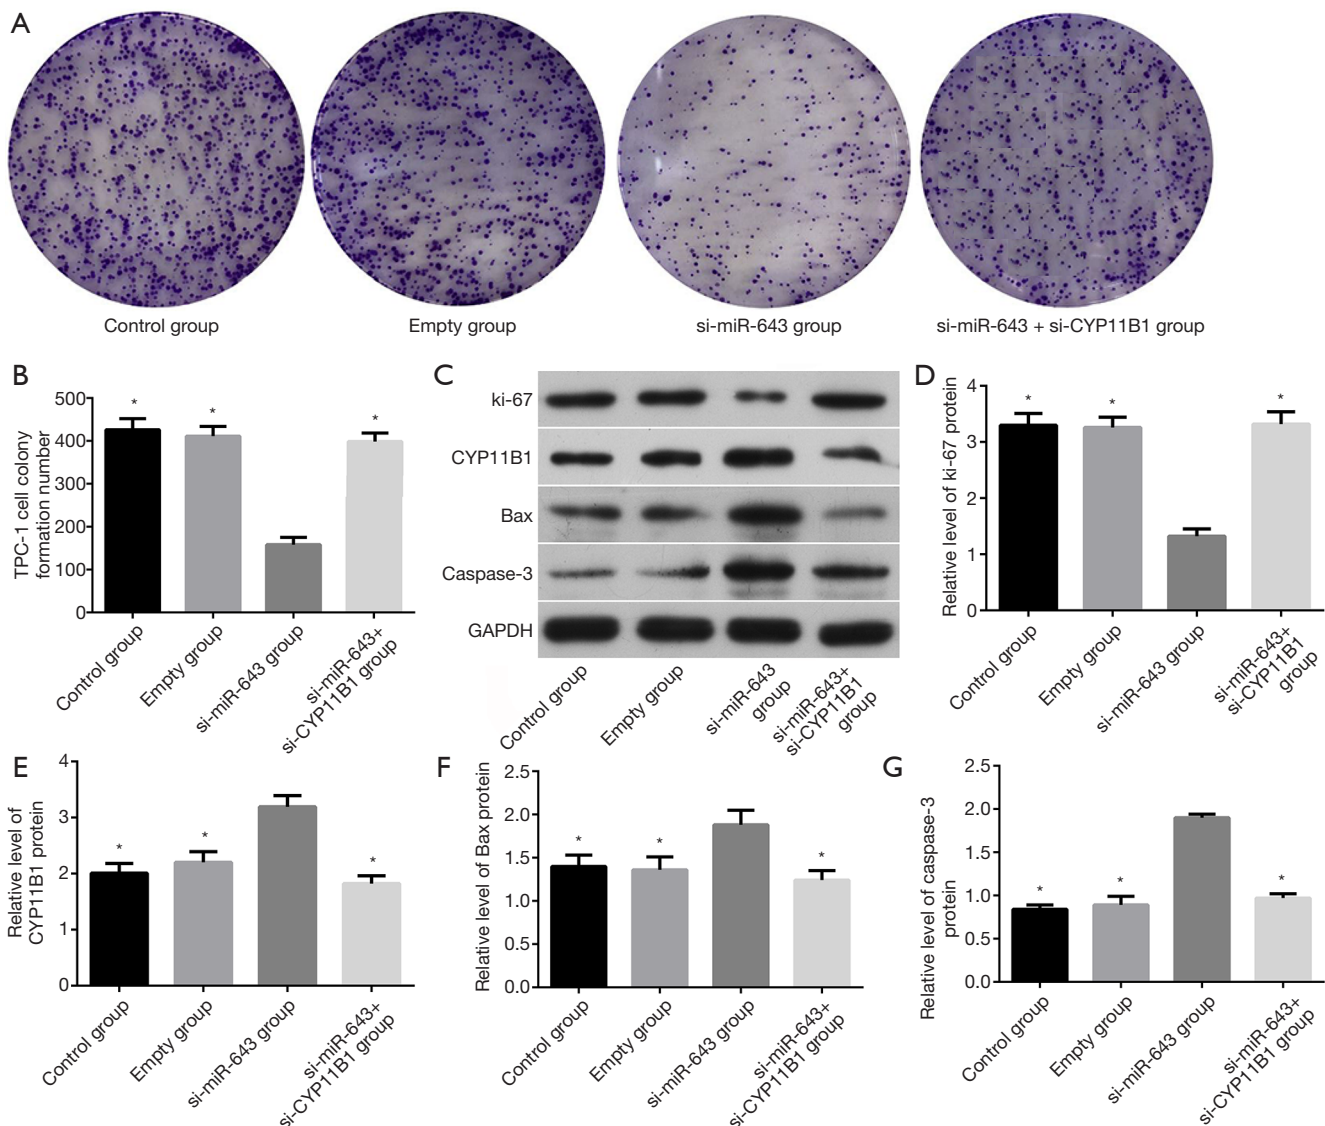 A
Control group
Empty group
si-miR-643 group
si-miR-643 + si-CYP11B1 group
B
TPC-1 cell colony
formation number
500
400
300
200
100
0
*
*
*
Control group
Empty group
si-miR-643 group
si-miR-643+
si-CYP11B1 group
C
ki-67
CYP11B1
Bax
Caspase-3
GAPDH
Control group
Empty group
si-miR-643
group
si-miR-643+
si-CYP11B1
group
D
Relative level of ki-67 protein
4
3
2
1
0
*
*
*
Control group
Empty group
si-miR-643 group
si-miR-643+
si-CYP11B1
group
E
Relative level of
CYP11B1 protein
4
3
2
1
0
*
*
*
Control group
Empty group
si-miR-643 group
si-miR-643+
si-CYP11B1 group
F
Relative level of Bax protein
2.5
2.0
1.5
1.0
0.5
0.0
*
*
*
Control group
Empty group
si-miR-643 group
si-miR-643+
si-CYP11B1 group
G
Relative level of caspase-3
protein
2.5
2.0
1.5
1.0
0.5
0.0
*
*
*
Control group
Empty group
si-miR-643 group
si-miR-643+
si-CYP11B1 group